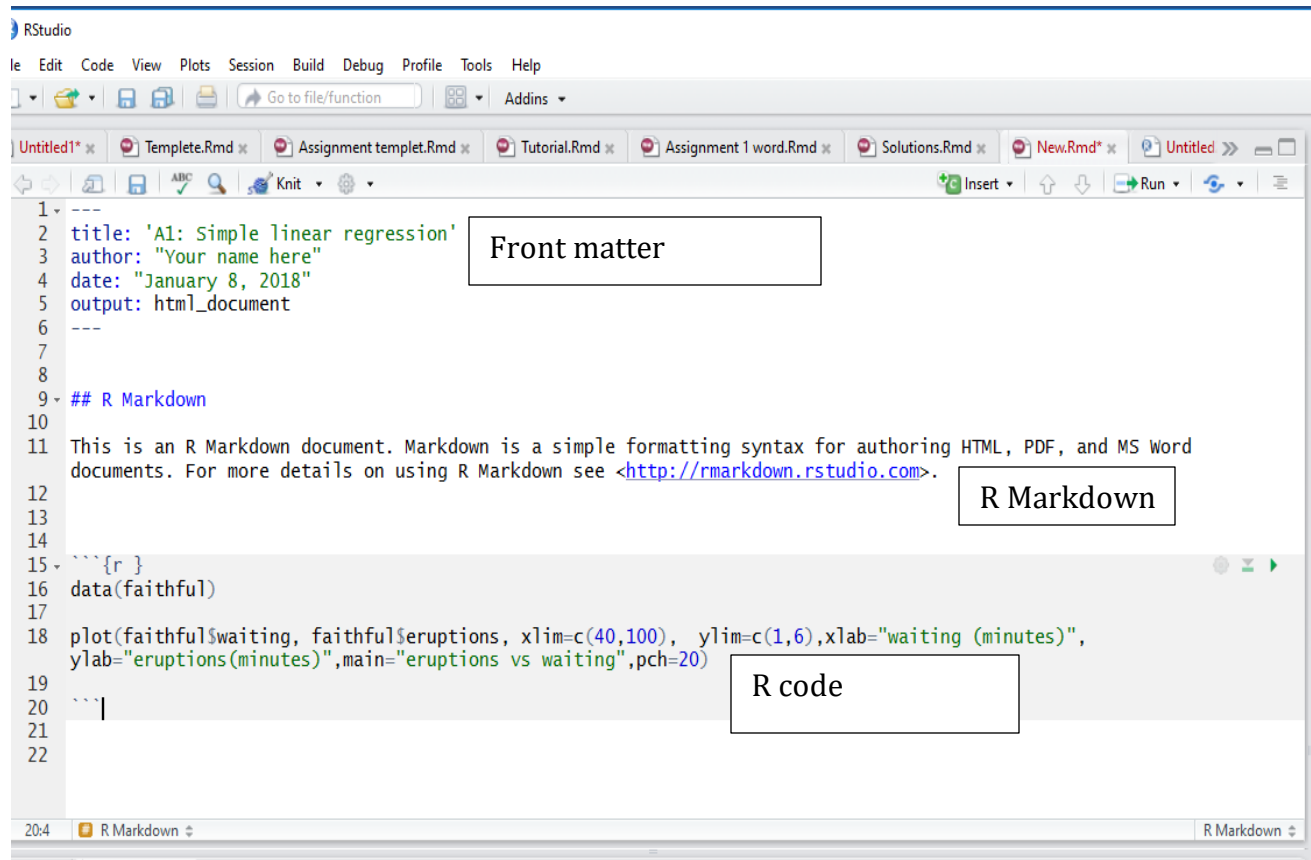 RStudio
le Edit Code View Plots Session Build Debug Profile Tools Help
Go to file/function Addins
Untitled1* Templete.Rmd Assignment templet.Rmd Tutorial.Rmd Assignment 1 word.Rmd Solutions.Rmd New.Rmd* Untitled
ABC Knit Insert Run
1 ---
2 title: 'A1: Simple linear regression'
3 author: "Your name here"
Front matter
4 date: "January 8, 2018"
5 output: html_document
6 ---
7
8
9 ## R Markdown
10
11 This is an R Markdown document. Markdown is a simple formatting syntax for authoring HTML, PDF, and MS Word
documents. For more details on using R Markdown see <http://rmarkdown.rstudio.com>.
R Markdown
12
13
14
15 ```{r }
16 data(faithful)
17
18 plot(faithful$waiting, faithful$eruptions, xlim=c(40,100),  ylim=c(1,6),xlab="waiting (minutes)",
ylab="eruptions(minutes)",main="eruptions vs waiting",pch=20)
R code
19
20 ```
21
22
20:4 R Markdown R Markdown